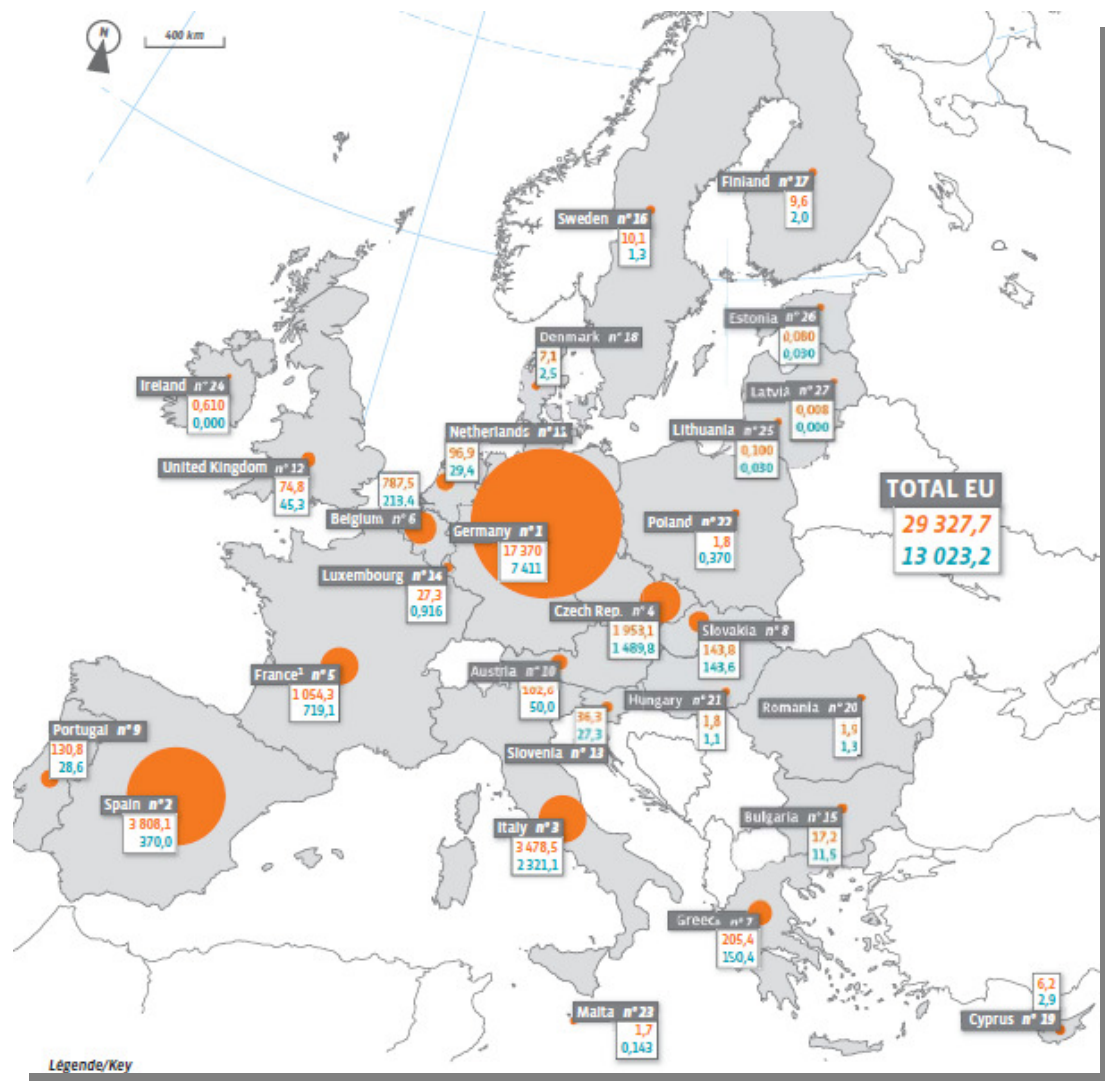 N
400 km
Finland n°17
9,6
2,0
Sweden n°16
10,1
1,3
Estonia n°26
0,080
0,030
Denmark n°18
7,1
2,5
Ireland n°24
0,610
0,000
Latvia n°27
0,008
0,000
Lithuania n°25
0,100
0,030
Netherlands n°11
96,9
29,4
United Kingdom n°12
74,8
45,3
787,5
213,4
Belgium n°6
TOTAL EU
29 327,7
13 023,2
Germany n°1
17 370
7 411
Poland n°22
1,8
0,370
Luxembourg n°14
27,3
0,916
Czech Rep. n°4
1 953,1
1 489,8
Slovakia n°8
143,8
143,6
France¹ n°5
1 054,3
719,1
Austria n°10
102,6
50,0
Hungary n°21
1,8
1,1
Romania n°20
1,9
1,3
36,3
27,3
Slovenia n°13
Portugal n°9
130,8
28,6
Spain n°2
3 808,1
370,0
Italy n°3
3 478,5
2 321,1
Bulgaria n°15
17,2
11,5
Greece n°7
205,4
150,4
6,2
2,9
Cyprus n°19
Malta n°23
1,7
0,143
Légende/Key